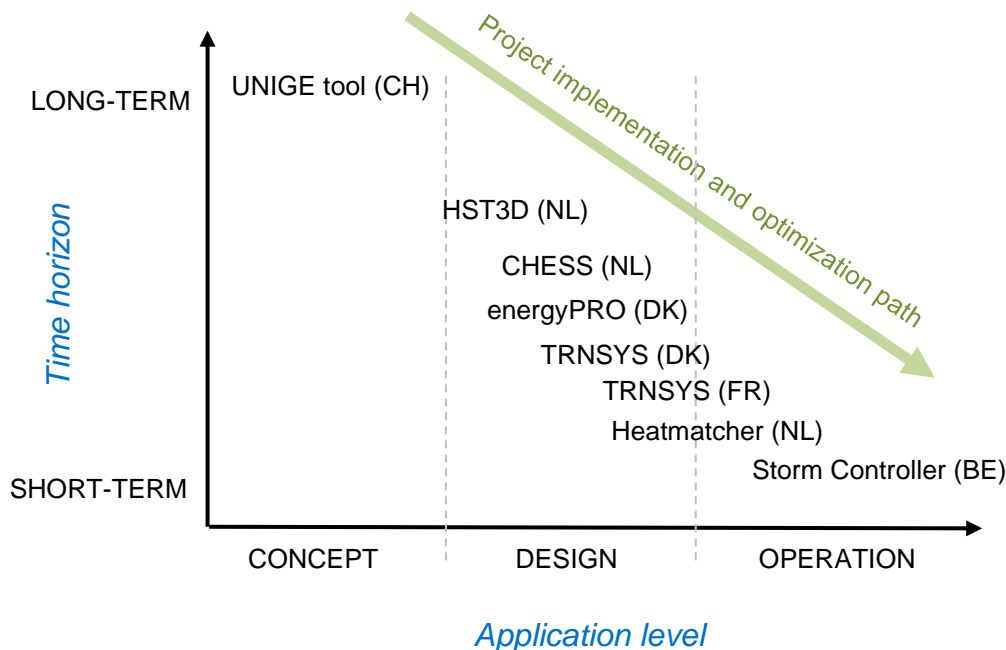 Project implementation and optimization path
UNIGE tool (CH)
LONG-TERM
HST3D (NL)
Time horizon
CHESS (NL)
energyPRO (DK)
TRNSYS (DK)
TRNSYS (FR)
Heatmatcher (NL)
Storm Controller (BE)
SHORT-TERM
CONCEPT
DESIGN
OPERATION
Application level